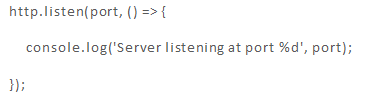 http.listen(port, () => {
console.log('Server listening at port %d', port);
});